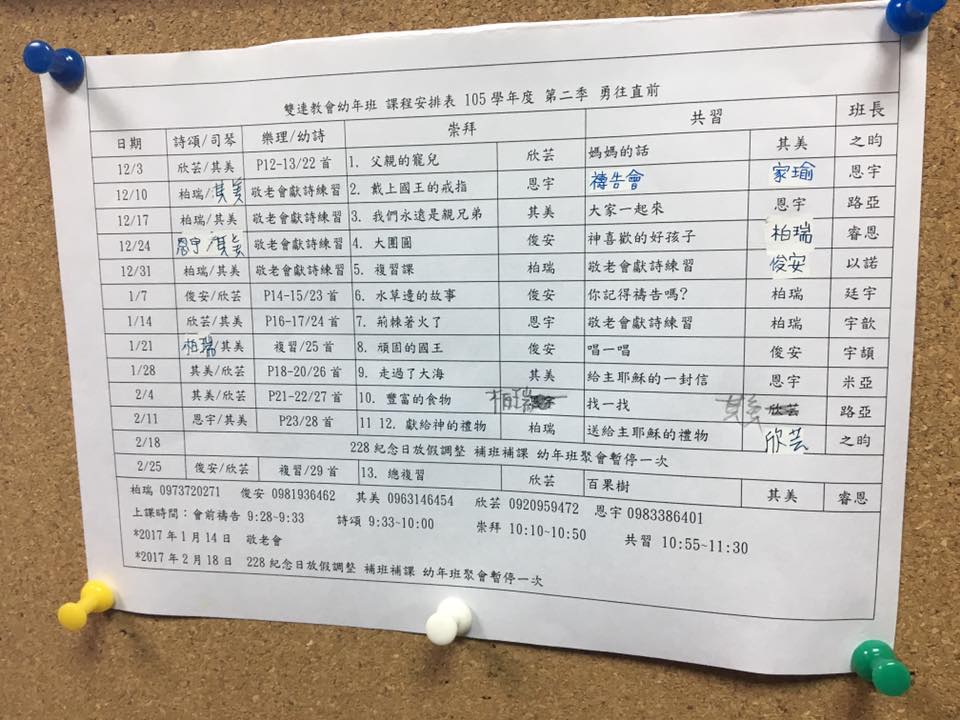 雙連教會幼年班 課程安排表 105 學年度 第二季 勇往直前
日期 詩頌/司琴 樂理/幼詩 崇拜 共習 班長
12/3 欣芸/其美 P12-13/22 首 1. 父親的寵兒 欣芸 媽媽的話 其美 之昀
12/10 柏瑞/其美 敬老會獻詩練習 2. 戴上國王的戒指 恩宇 禱告會 家瑜 恩宇
12/17 柏瑞/其美 敬老會獻詩練習 3. 我們永遠是親兄弟 其美 大家一起來 恩宇 路亞
12/24 恩宇/其美 敬老會獻詩練習 4. 大團圓 俊安 神喜歡的好孩子 柏瑞 睿恩
12/31 柏瑞/其美 敬老會獻詩練習 5. 複習課 柏瑞 敬老會獻詩練習 俊安 以諾
1/7 俊安/欣芸 P14-15/23 首 6. 水草邊的故事 俊安 你記得禱告嗎? 柏瑞 廷宇
1/14 欣芸/其美 P16-17/24 首 7. 荊棘著火了 恩宇 敬老會獻詩練習 柏瑞 宇歆
1/21 柏瑞/其美 複習/25 首 8. 頑固的國王 俊安 唱一唱 俊安 宇頡
1/28 其美/欣芸 P18-20/26 首 9. 走過了大海 其美 給主耶穌的一封信 恩宇 米亞
2/4 其美/欣芸 P21-22/27 首 10. 豐富的食物 柏瑞 恩宇 找一找 其美 欣芸 路亞
2/11 恩宇/其美 P23/28 首 11 12. 獻給神的禮物 柏瑞 送給主耶穌的禮物 欣芸 之昀
2/18 228 紀念日放假調整 補班補課 幼年班聚會暫停一次
2/25 俊安/欣芸 複習/29 首 13. 總複習 欣芸 百果樹 其美 睿恩
柏瑞 0973720271 俊安 0981936462 其美 0963146454 欣芸 0920959472 恩宇 0983386401
上課時間：會前禱告 9:28~9:33 詩頌 9:33~10:00 崇拜 10:10~10:50 共習 10:55~11:30
*2017 年 1 月 14 日 敬老會
*2017 年 2 月 18 日 228 紀念日放假調整 補班補課 幼年班聚會暫停一次